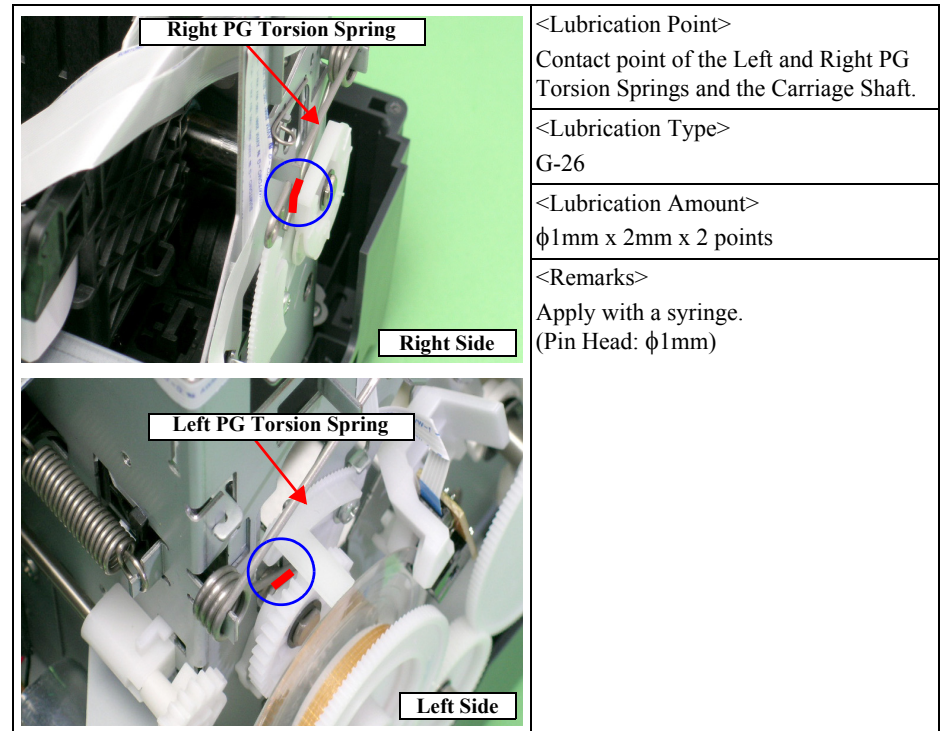 Right PG Torsion Spring
Right Side
Left PG Torsion Spring
Left Side
<Lubrication Point>
Contact point of the Left and Right PG
Torsion Springs and the Carriage Shaft.
<Lubrication Type>
G-26
<Lubrication Amount>
ϕ1mm x 2mm x 2 points
<Remarks>
Apply with a syringe.
(Pin Head: ϕ1mm)